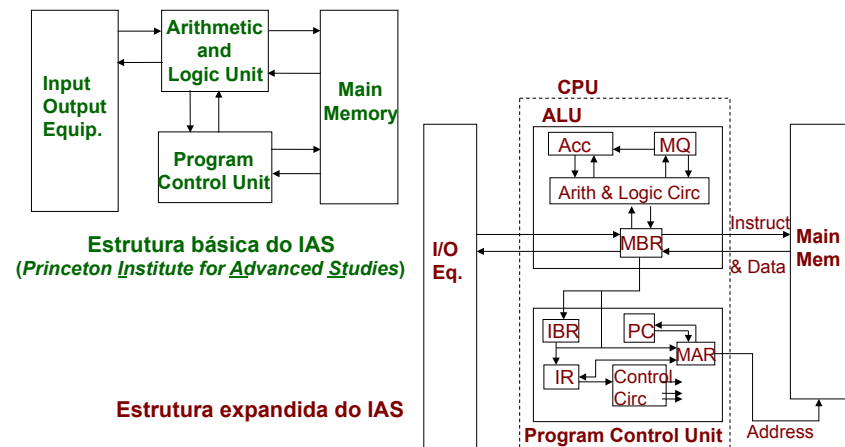 Arithmetic
and
Logic Unit
Input
Output
Equip.
Main
Memory
Program
Control Unit
Estrutura básica do IAS
(Princeton Institute for Advanced Studies)
Estrutura expandida do IAS
CPU
ALU
Acc
MQ
Arith & Logic Circ
MBR
I/O
Eq.
Instruct
& Data
Main
Mem
IBR
PC
MAR
IR
Control
Circ
Program Control Unit
Address